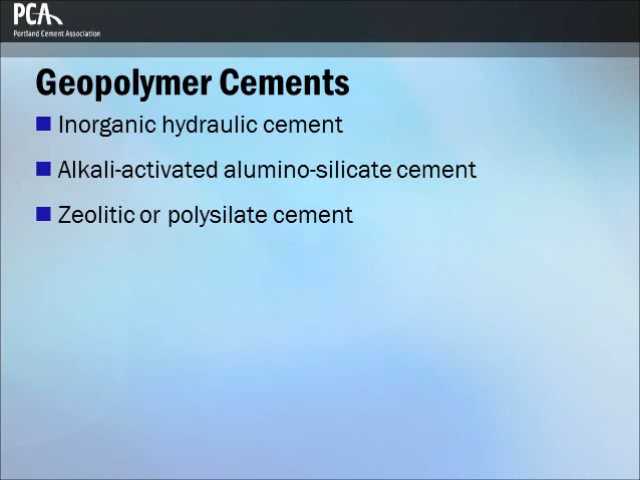 PCA
Portland Cement Association
Geopolymer Cements
Inorganic hydraulic cement
Alkali-activated alumino-silicate cement
Zeolitic or polysilate cement